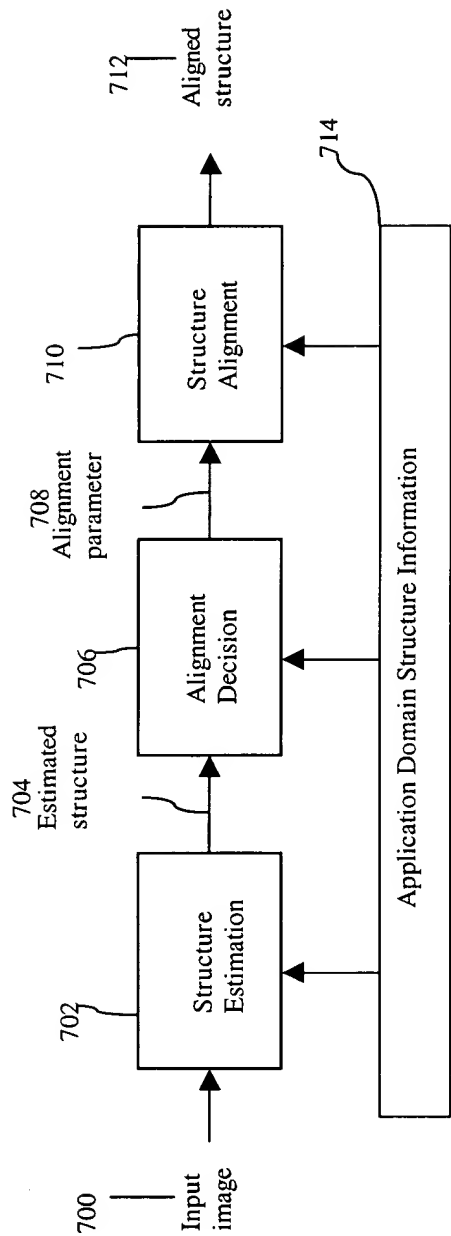 700
Input
image
702
Structure
Estimation
704
Estimated
structure
706
Alignment
Decision
708
Alignment
parameter
710
Structure
Alignment
712
Aligned
structure
714
Application Domain Structure Information